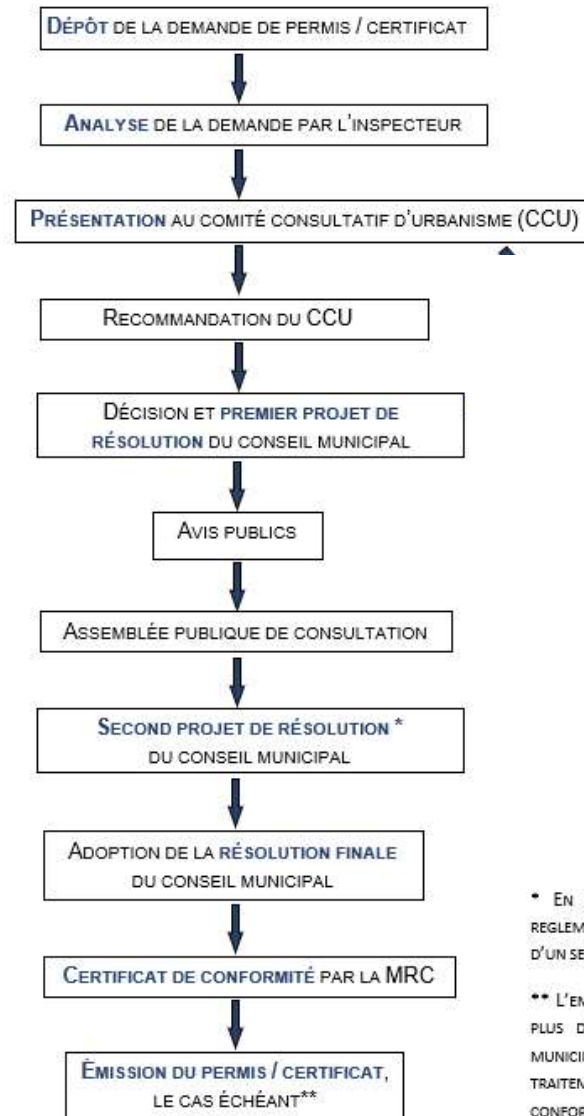 DÉPÔT DE LA DEMANDE DE PERMIS / CERTIFICAT
ANALYSE DE LA DEMANDE PAR L'INSPECTEUR
PRÉSENTATION AU COMITÉ CONSULTATIF D'URBANISME (CCU)
RECOMMANDATION DU CCU
DÉCISION ET PREMIER PROJET DE
RÉSOLUTION DU CONSEIL MUNICIPAL
AVIS PUBLICS
ASSEMBLÉE PUBLIQUE DE CONSULTATION
SECOND PROJET DE RÉSOLUTION *
DU CONSEIL MUNICIPAL
ADOPTION DE LA RÉSOLUTION FINALE
DU CONSEIL MUNICIPAL
CERTIFICAT DE CONFORMITÉ PAR LA MRC
ÉMISSION DU PERMIS / CERTIFICAT,
LE CAS ÉCHÉANT**
* EN
REGLEM
D'UN SE
** L'EM
PLUS D
MUNICIP
TRAITEM
CONFOR